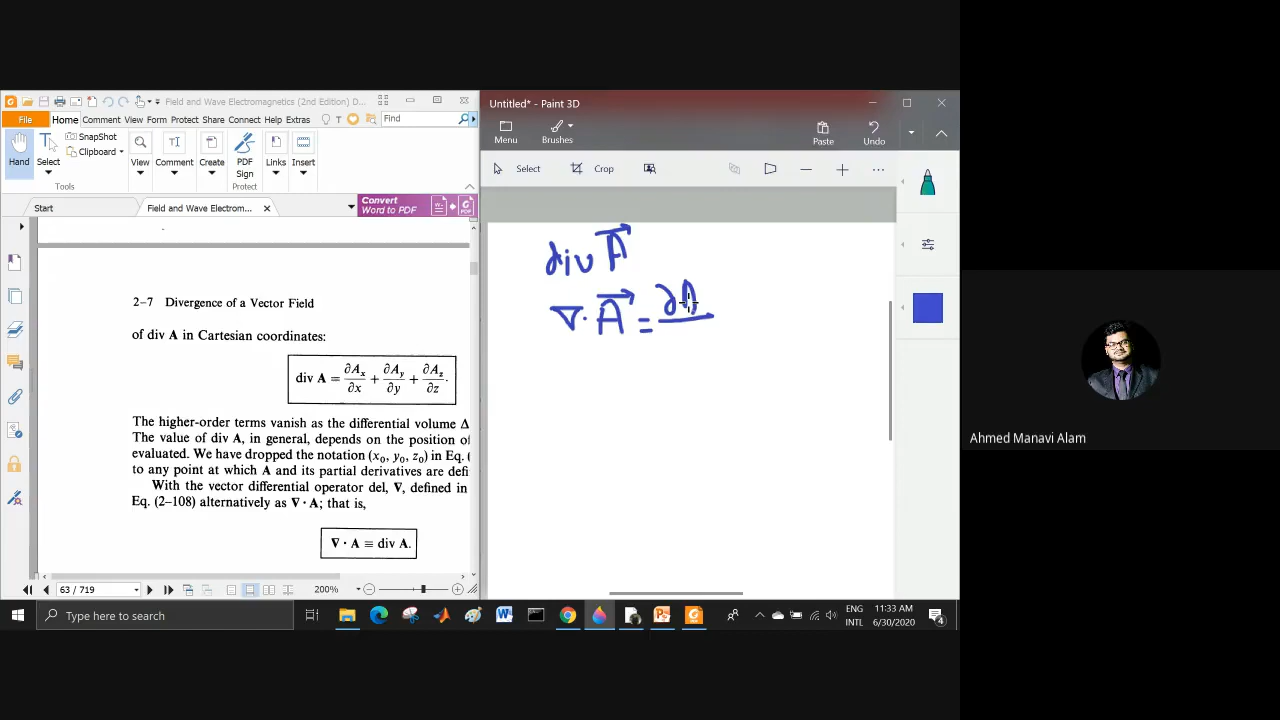 Field and Wave Electromagnetics (2nd Edition) D...
File Home Comment View Form Protect Share Connect Help Extras
Find
Hand
Select
SnapShot
Clipboard
View
Comment
Create
PDF
Sign
Links
Insert
Tools
Protect
Start
Field and Wave Electrom...
Convert
Word to PDF
2–7 Divergence of a Vector Field
of div A in Cartesian coordinates:
div A = ∂Aₓ/∂x + ∂A_y/∂y + ∂A_z/∂z.
The higher-order terms vanish as the differential volume Δ
The value of div A, in general, depends on the position of
evaluated. We have dropped the notation (x₀, y₀, z₀) in Eq. (
to any point at which A and its partial derivatives are defi
With the vector differential operator del, ∇, defined in
Eq. (2–108) alternatively as ∇ · A; that is,
∇ · A ≡ div A.
63 / 719
200%
Untitled* - Paint 3D
Menu
Brushes
Paste
Undo
Select
Crop
div A⃗
∇· A⃗ = ∂A
Ahmed Manavi Alam
Type here to search
ENG
INTL
11:33 AM
6/30/2020
4